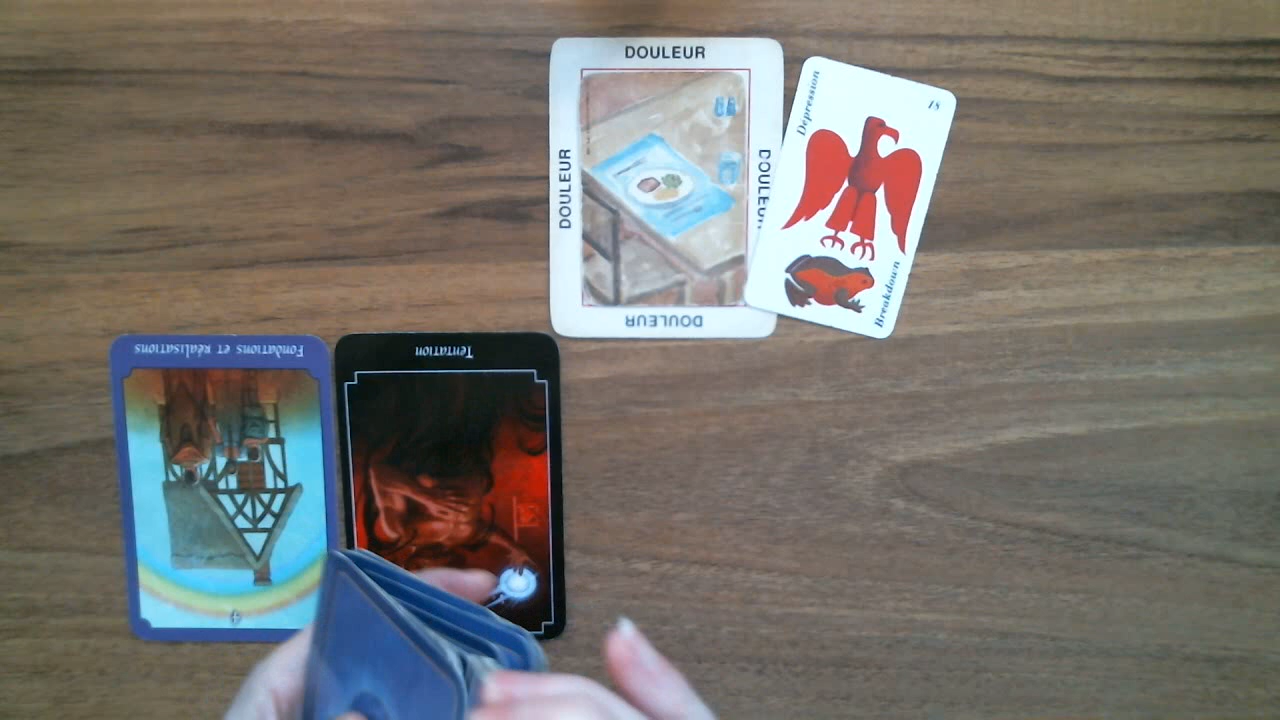 DOULEUR
DOULEUR
DOULEUR
DOULEUR
Depression
18
Breakdown
Fondations et réalisations
Tentation